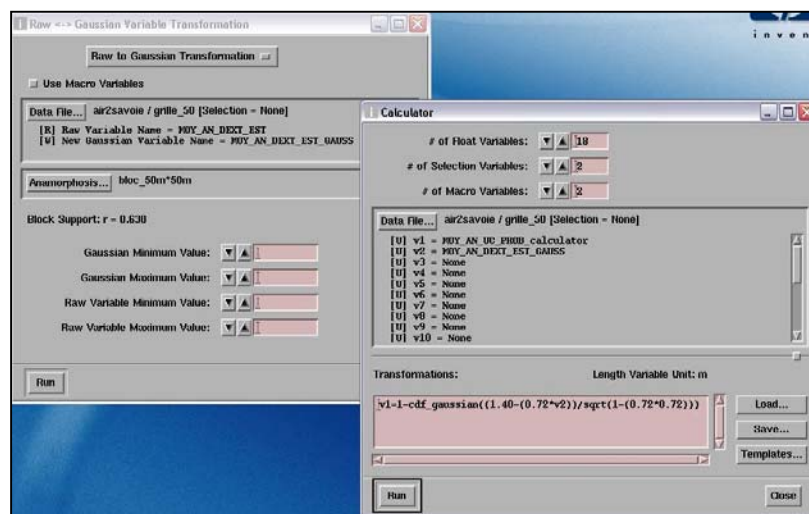 Raw <-> Gaussian Variable Transformation
Raw to Gaussian Transformation
Use Macro Variables
Data File... air2savoie / grille_50 [Selection = None]
[R] Raw Variable Name = MOY_AN_DEXT_EST
[W] New Gaussian Variable Name = MOY_AN_DEXT_EST_GAUSS
Anamorphosis... bloc_50m*50m
Block Support: r = 0.630
Gaussian Minimum Value:
Gaussian Maximum Value:
Raw Variable Minimum Value:
Raw Variable Maximum Value:
Run
i n v e n
Calculator
# of Float Variables: 18
# of Selection Variables: 2
# of Macro Variables: 2
Data File... air2savoie / grille_50 [Selection = None]
[U] v1 = MOY_AN_UC_PROB_calculator
[U] v2 = MOY_AN_DEXT_EST_GAUSS
[U] v3 = None
[U] v4 = None
[U] v5 = None
[U] v6 = None
[U] v7 = None
[U] v8 = None
[U] v9 = None
[U] v10 = None
Transformations: Length Variable Unit: m
v1=1-cdf_gaussian((1.40-(0.72*v2))/sqrt(1-(0.72*0.72)))
Load...
Save...
Templates...
Run
Close